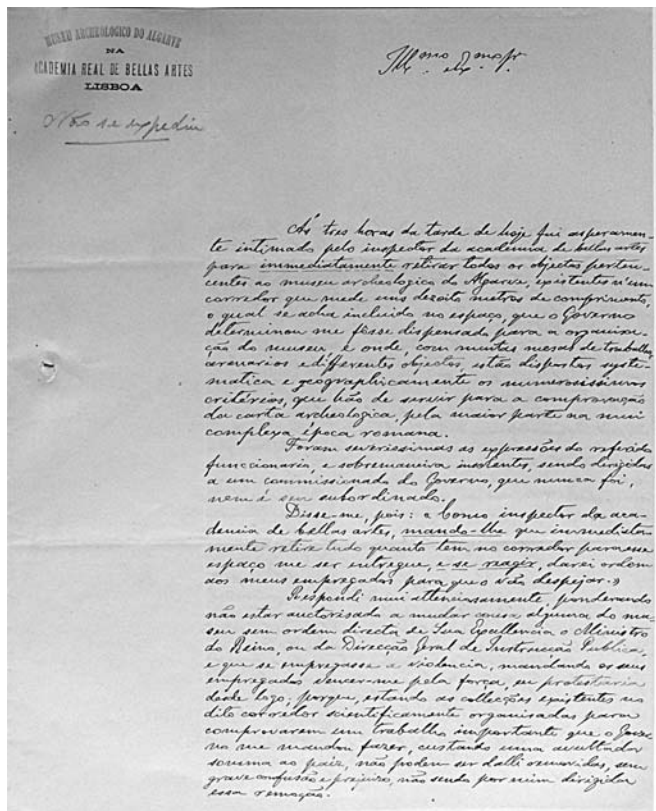 MUSEU ARCHEOLOGICO DO ALGARVE
NA
ACADEMIA REAL DE BELLAS ARTES
LISBOA
Não se expediu
Ill.mo Exmo Sr.
Ás tres horas da tarde de hoje fui asperamen-
te intimado pelo inspector da academia de bellas artes
para immediatamente retirar todos os objectos perten-
centes ao museu archeologico do Algarve, existentes n'um
corredor que mede uns dezoito metros de comprimento,
o qual se acha incluido no espaço, que o Governo
determinou me fôsse dispensado para a organisa-
ção do museu, e onde, com muitas mesas de trabalho,
armarios e differentes objectos, estão dispostos syste-
matica e geographicamente os numerosissimos
critérios, que hão de servir para a comprovação
da carta archeologica, pela maior parte na mui
complexa época romana.
Foram severissimas as expressões do referido
funccionario, e sobremaneira insolentes, sendo dirigidas
a um commissionado do Governo, que nunca foi,
nem é seu subordinado.
Disse-me, pois: «Como inspector da aca-
demia de bellas artes, mando-lhe que immediata-
mente retire tudo quanto tem no corredor para esse
espaço me ser entregue, e se reagir, darei ordem
aos meus empregados para que o vão despejar.»
Respondi mui attenciosamente, ponderando
não estar auctorisado a mudar cousa alguma do mu-
seu sem ordem directa de Sua Excellencia o Ministro
do Reino, ou da Direcção Geral de Instrucção Publica,
e que se empregasse a violencia, mandando os seus
empregados vencer-me pela força, eu protestaria
desde logo; porque, estando as collecções existentes no
dito corredor scientificamente organisadas para
comprovarem um trabalho importante que o Gover-
no me mandou fazer, custando uma avultada
somma ao paiz, não podem ser dalli removidas, sem
grave confusão e prejuizo, não sendo por mim dirigida
essa remoção.